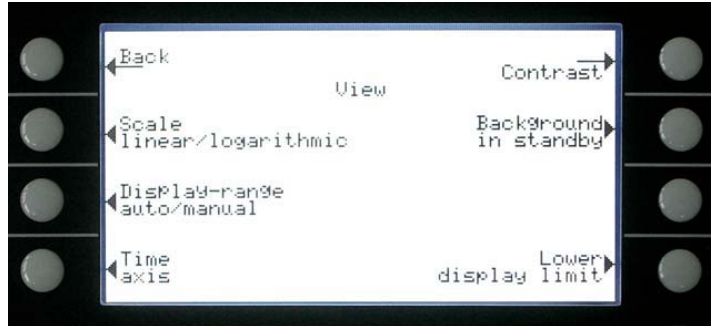 Back
Contrast
View
Scale
linear/logarithmic
Background
in standby
Display-range
auto/manual
Time
axis
Lower
display limit